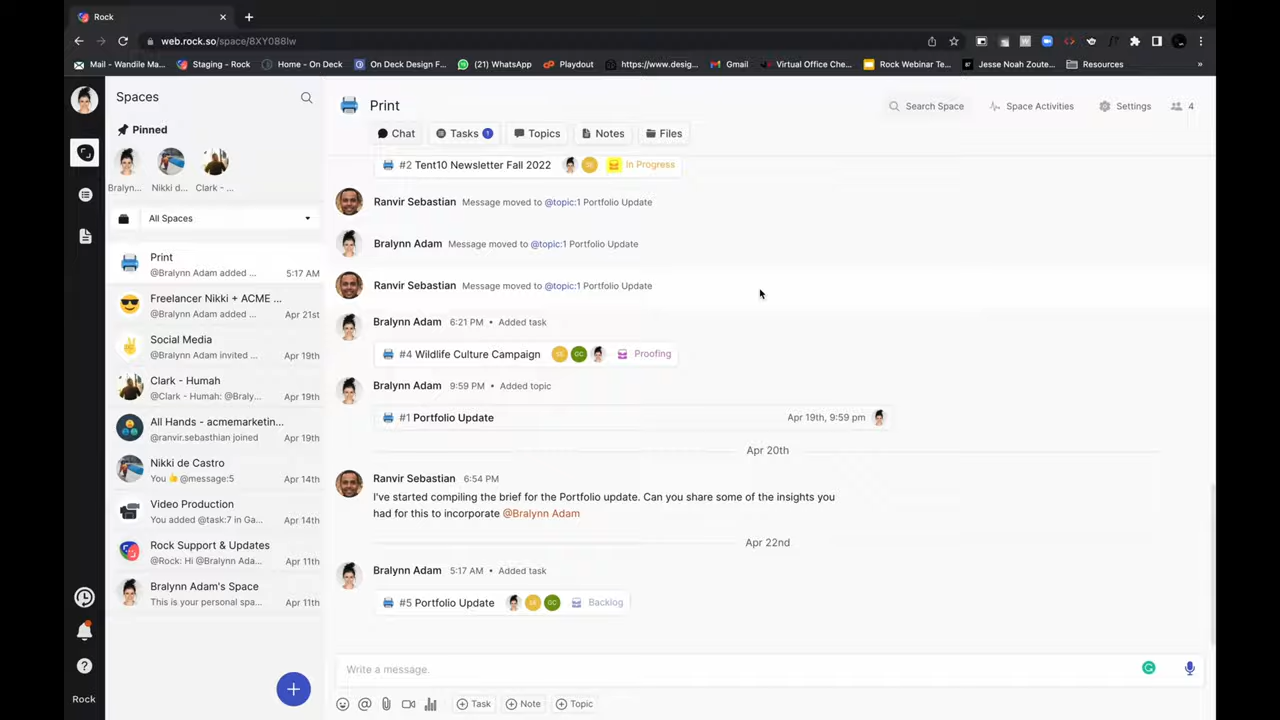 Rock
web.rock.so/space/8XY088lw
Mail - Wandile Ma...
Staging - Rock
Home - On Deck
On Deck Design F...
(21) WhatsApp
Playdout
https://www.desig...
Gmail
Virtual Office Che...
Rock Webinar Te...
Jesse Noah Zoute...
Resources
»
Spaces
Pinned
Bralyn...
Nikki d...
Clark - ...
All Spaces
Print
@Bralynn Adam added ...
5:17 AM
Freelancer Nikki + ACME ...
@Bralynn Adam added ...
Apr 21st
Social Media
@Bralynn Adam invited ...
Apr 19th
Clark - Humah
@Clark - Humah: @Braly...
Apr 19th
All Hands - acmemarketin...
@ranvir.sebasthian joined
Apr 19th
Nikki de Castro
You 👍 @message:5
Apr 14th
Video Production
You added @task:7 in Ga...
Apr 14th
Rock Support & Updates
@Rock: Hi @Bralynn Ada...
Apr 11th
Bralynn Adam's Space
This is your personal spa...
Apr 11th
Rock
Print
Search Space
Space Activities
Settings
4
Chat
Tasks 1
Topics
Notes
Files
#2 Tent10 Newsletter Fall 2022 In Progress
Ranvir Sebastian Message moved to @topic:1 Portfolio Update
Bralynn Adam Message moved to @topic:1 Portfolio Update
Ranvir Sebastian Message moved to @topic:1 Portfolio Update
Bralynn Adam 6:21 PM • Added task
#4 Wildlife Culture Campaign GC Proofing
Bralynn Adam 9:59 PM • Added topic
#1 Portfolio Update Apr 19th, 9:59 pm
Apr 20th
Ranvir Sebastian 6:54 PM
I've started compiling the brief for the Portfolio update. Can you share some of the insights you
had for this to incorporate @Bralynn Adam
Apr 22nd
Bralynn Adam 5:17 AM • Added task
#5 Portfolio Update GC Backlog
Write a message.
Task
Note
Topic